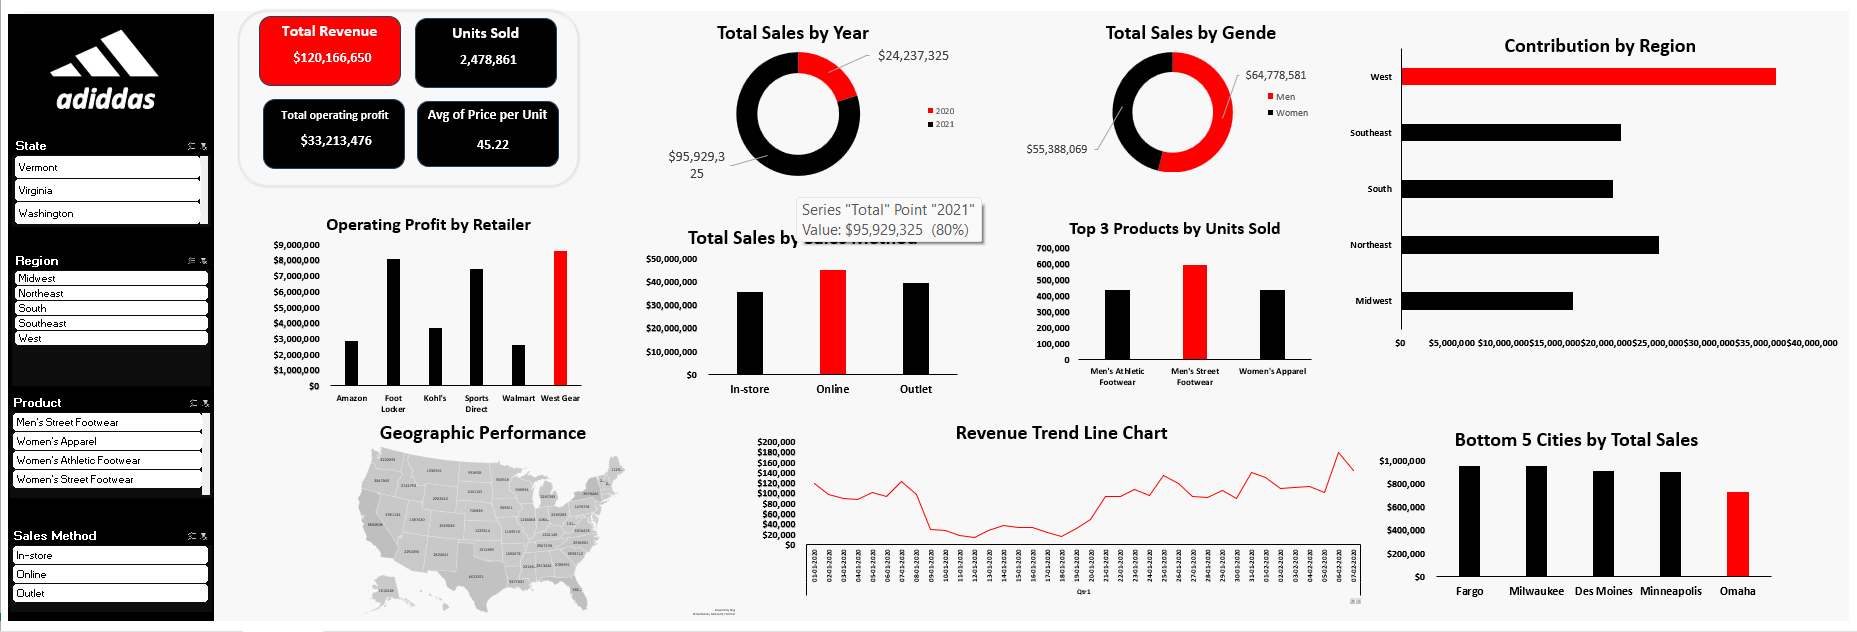 adiddas
State
Vermont
Virginia
Washington
Region
Midwest
Northeast
South
Southeast
West
Product
Men's Street Footwear
Women's Apparel
Women's Athletic Footwear
Women's Street Footwear
Sales Method
In-store
Online
Outlet
Total Revenue
$120,166,650
Units Sold
2,478,861
Total operating profit
$33,213,476
Avg of Price per Unit
45.22
Total Sales by Year
$24,237,325
$95,929,3
25
2020
2021
Total Sales by Gende
$64,778,581
$55,388,069
Men
Women
Contribution by Region
West
Southeast
South
Northeast
Midwest
$0 $5,000,000 $10,000,000 $15,000,000 $20,000,000 $25,000,000 $30,000,000 $35,000,000 $40,000,000
Operating Profit by Retailer
$9,000,000
$8,000,000
$7,000,000
$6,000,000
$5,000,000
$4,000,000
$3,000,000
$2,000,000
$1,000,000
$0
Amazon Foot Locker Kohl's Sports Direct Walmart West Gear
Series "Total" Point "2021"
Value: $95,929,325 (80%)
Total Sales by Sales Method
$50,000,000
$40,000,000
$30,000,000
$20,000,000
$10,000,000
$0
In-store Online Outlet
Top 3 Products by Units Sold
700,000
600,000
500,000
400,000
300,000
200,000
100,000
0
Men's Athletic Footwear Men's Street Footwear Women's Apparel
Geographic Performance
Revenue Trend Line Chart
$200,000
$180,000
$160,000
$140,000
$120,000
$100,000
$80,000
$60,000
$40,000
$20,000
$0
Qtr1
Bottom 5 Cities by Total Sales
$1,000,000
$800,000
$600,000
$400,000
$200,000
$0
Fargo Milwaukee Des Moines Minneapolis Omaha